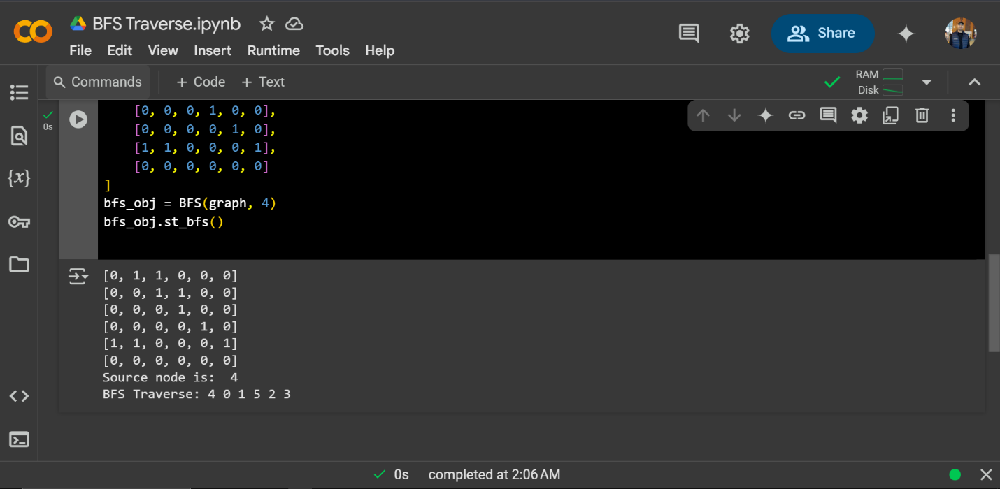 BFS Traverse.ipynb
File Edit View Insert Runtime Tools Help
Share
Commands + Code + Text
RAM
Disk
0s
[0, 0, 0, 1, 0, 0],
[0, 0, 0, 0, 1, 0],
[1, 1, 0, 0, 0, 1],
[0, 0, 0, 0, 0, 0]
]
bfs_obj = BFS(graph, 4)
bfs_obj.st_bfs()
{x}
[0, 1, 1, 0, 0, 0]
[0, 0, 1, 1, 0, 0]
[0, 0, 0, 1, 0, 0]
[0, 0, 0, 0, 1, 0]
[1, 1, 0, 0, 0, 1]
[0, 0, 0, 0, 0, 0]
Source node is:  4
BFS Traverse: 4 0 1 5 2 3
0s completed at 2:06 AM